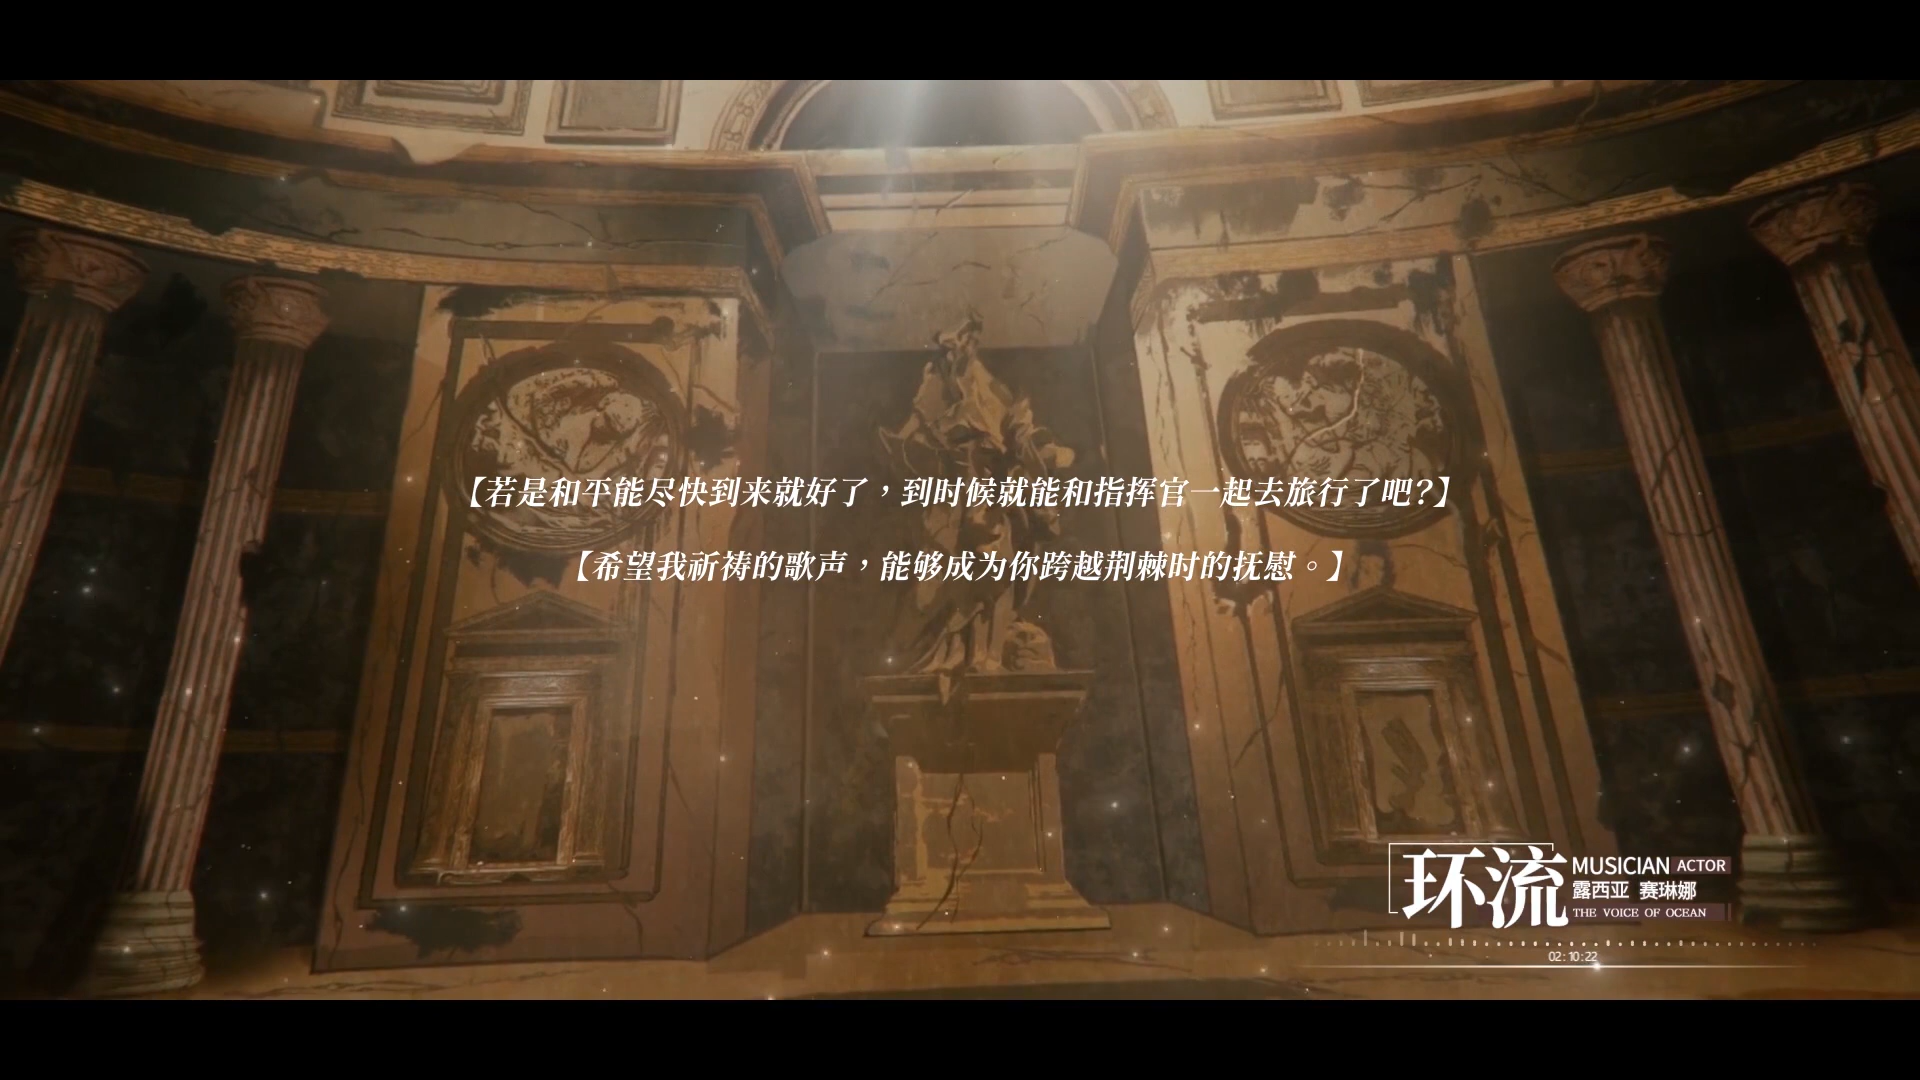 【若是和平能尽快到来就好了，到时候就能和指挥官一起去旅行了吧?】
【希望我祈祷的歌声，能够成为你跨越荆棘时的抚慰。】
环流
MUSICIAN ACTOR
露西亚 赛琳娜
THE VOICE OF OCEAN
02:10:22